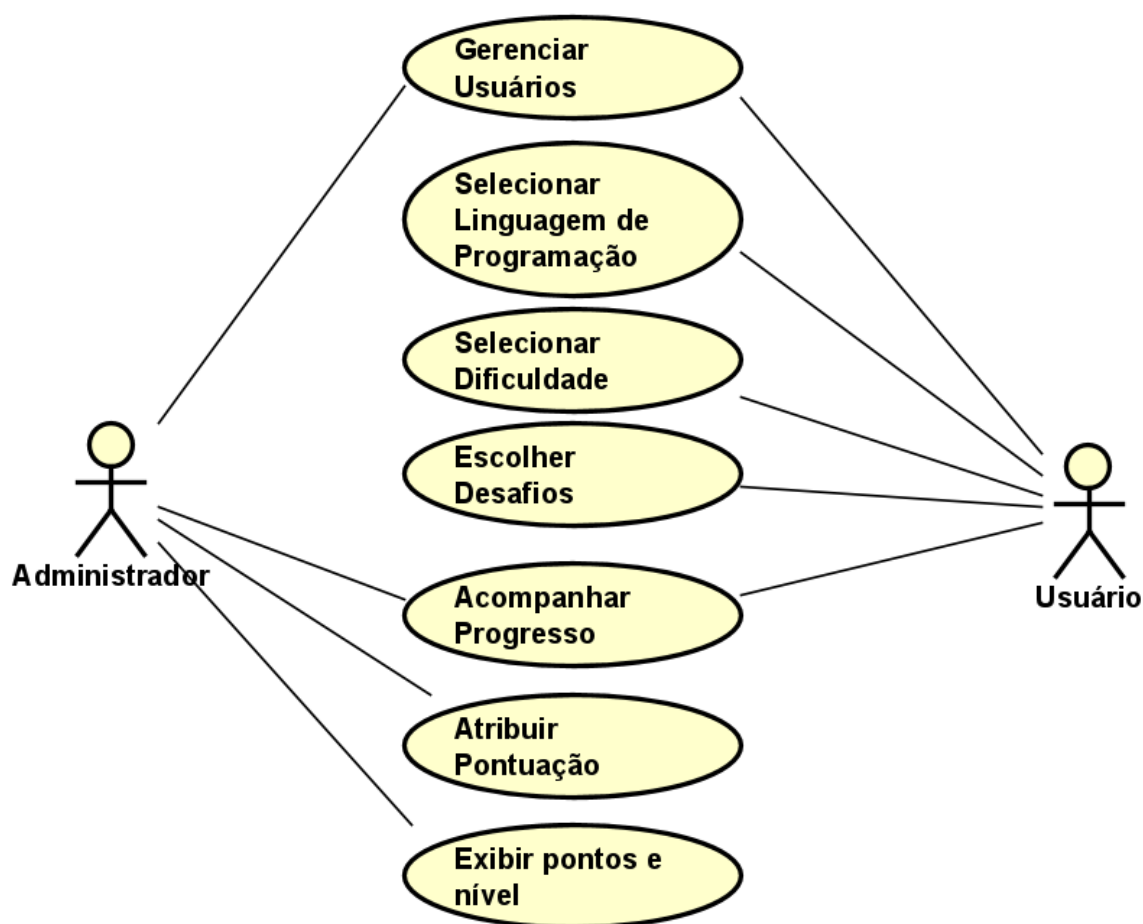 Gerenciar
Usuários
Selecionar
Linguagem de
Programação
Selecionar
Dificuldade
Escolher
Desafios
Administrador
Acompanhar
Progresso
Usuário
Atribuir
Pontuação
Exibir pontos e
nível